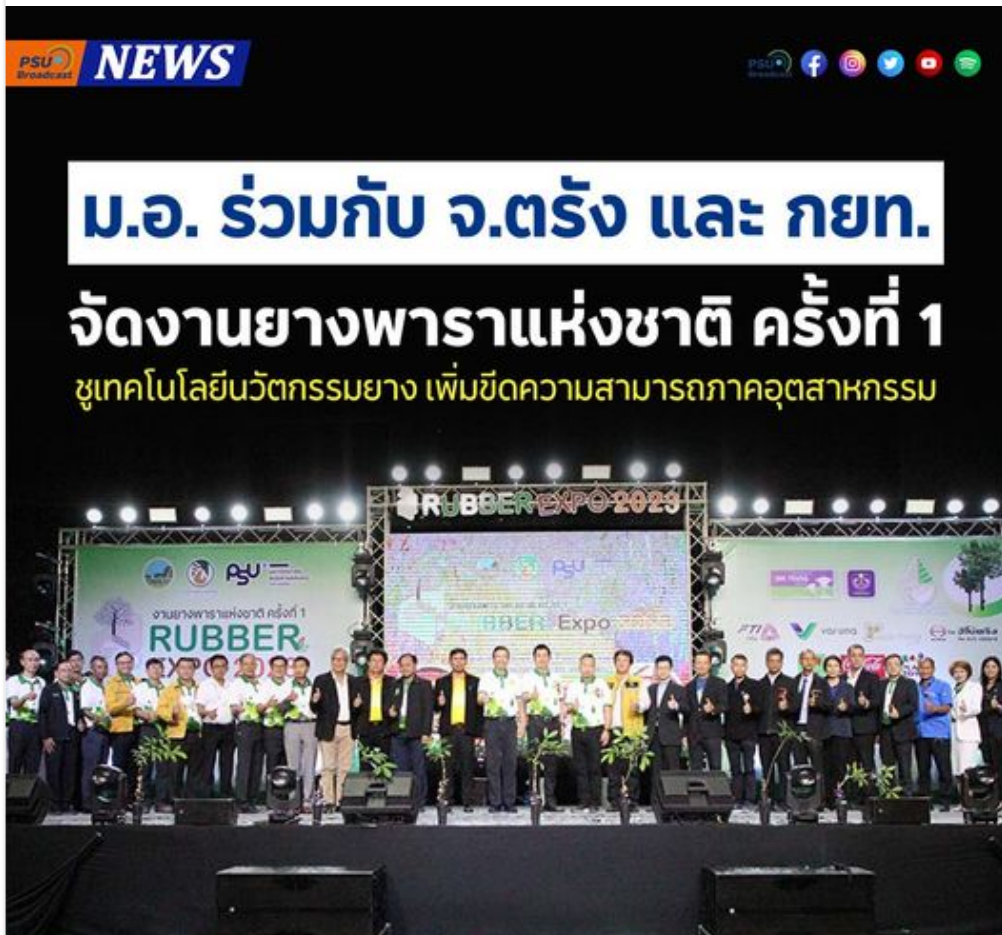 PSU
Broadcast
NEWS
PSU
ม.อ. ร่วมกับ จ.ตรัง และ กยท.
จัดงานยางพาราแห่งชาติ ครั้งที่ 1
ชูเทคโนโลยีนวัตกรรมยาง เพิ่มขีดความสามารถภาคอุตสาหกรรม
RUBBER EXPO 2023
PSU
งานยางพาราแห่งชาติ ครั้งที่ 1
RUBBER
EXPO
PSU
Expo
FTI
varuna
Coca-Cola